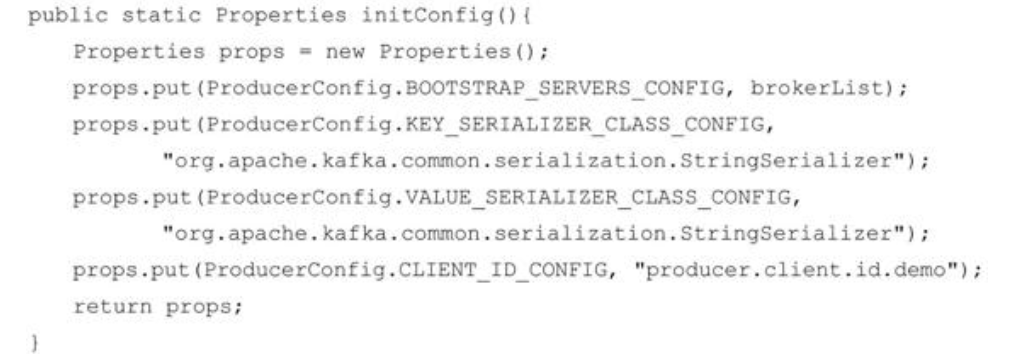 public static Properties initConfig(){
Properties props = new Properties();
props.put(ProducerConfig.BOOTSTRAP_SERVERS_CONFIG, brokerList);
props.put(ProducerConfig.KEY_SERIALIZER_CLASS_CONFIG,
"org.apache.kafka.common.serialization.StringSerializer");
props.put(ProducerConfig.VALUE_SERIALIZER_CLASS_CONFIG,
"org.apache.kafka.common.serialization.StringSerializer");
props.put(ProducerConfig.CLIENT_ID_CONFIG, "producer.client.id.demo");
return props;
}